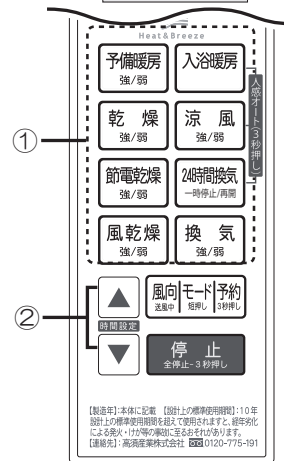 Heat&Breeze
予備暖房 入浴暖房
強/弱
人感オート(3秒押し)
乾 燥 涼 風
強/弱 強/弱
①
節電乾燥 24時間換気
強/弱 一時停止/再開
風乾燥 換 気
強/弱 強/弱
▲ 風向 モード 予約
送風中 短押し 3秒押し
②
時間設定
▼ 停 止
全停止-3秒押し
【製造年】:本体に記載 【設計上の標準使用期間】:10年
設計上の標準使用期間を超えて使用されますと、経年劣化
による発火・けが等の事故に至るおそれがあります。
【連絡先】:高須産業株式会社 0120-775-191